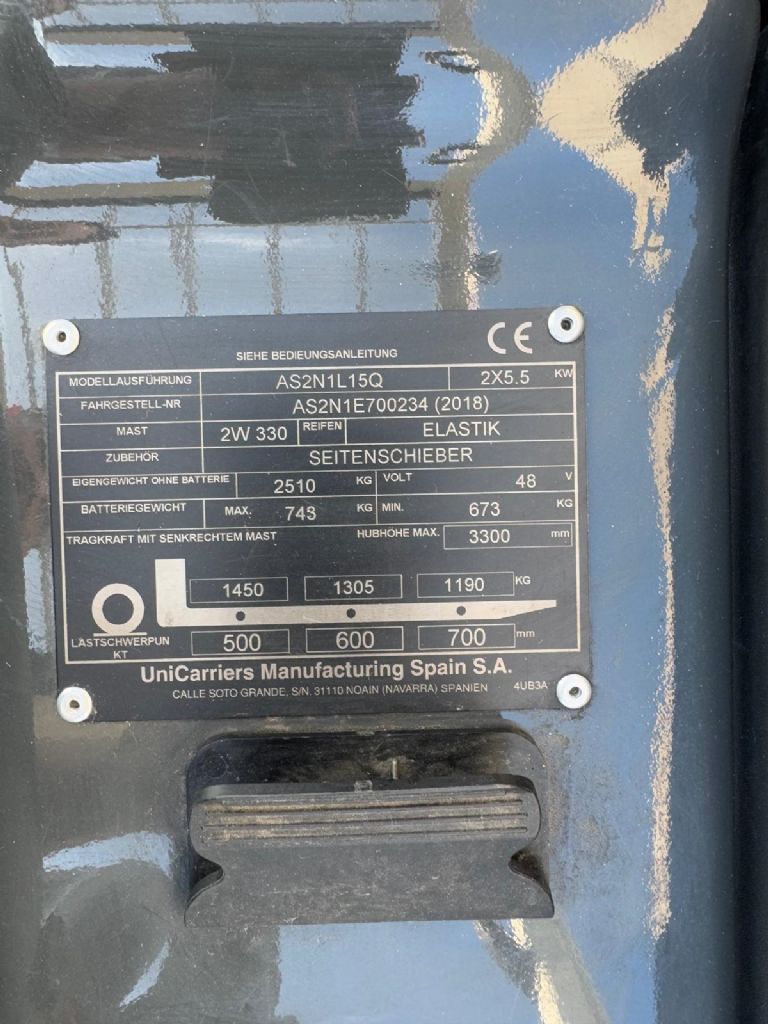 CE
SIEHE BEDIEUNGSANLEITUNG
MODELLAUSFÜHRUNG AS2N1L15Q 2X5.5 KW
FAHRGESTELL-NR AS2N1E700234 (2018)
MAST 2W 330 REIFEN ELASTIK
ZUBEHÖR SEITENSCHIEBER
EIGENGEWICHT OHNE BATTERIE 2510 KG VOLT 48 V
BATTERIEGEWICHT MAX. 743 KG MIN. 673 KG
TRAGKRAFT MIT SENKRECHTEM MAST HUBHÖHE MAX. 3300 mm
1450 1305 1190 KG
LASTSCHWERPUN
KT
500 600 700 mm
UniCarriers Manufacturing Spain S.A.
CALLE SOTO GRANDE, S/N, 31110 NOAIN (NAVARRA) SPANIEN 4UB3A